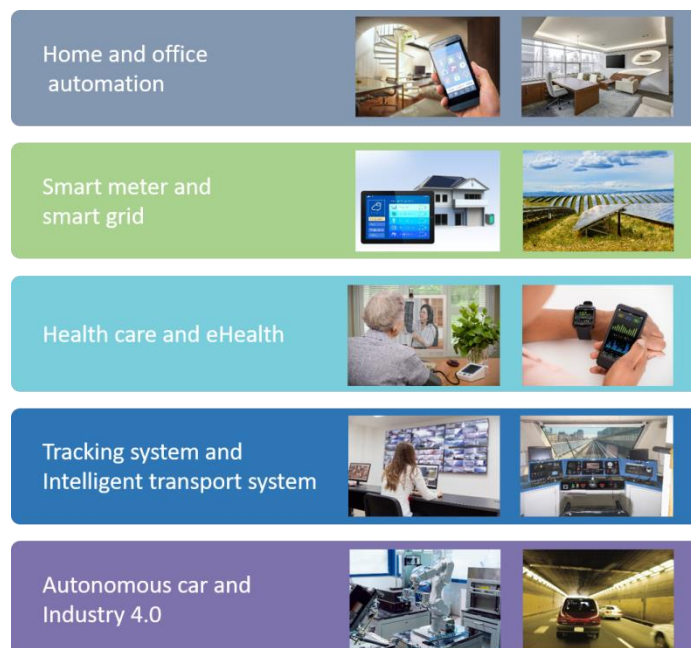 Home and office
automation
Smart meter and
smart grid
Health care and eHealth
Tracking system and
Intelligent transport system
Autonomous car and
Industry 4.0